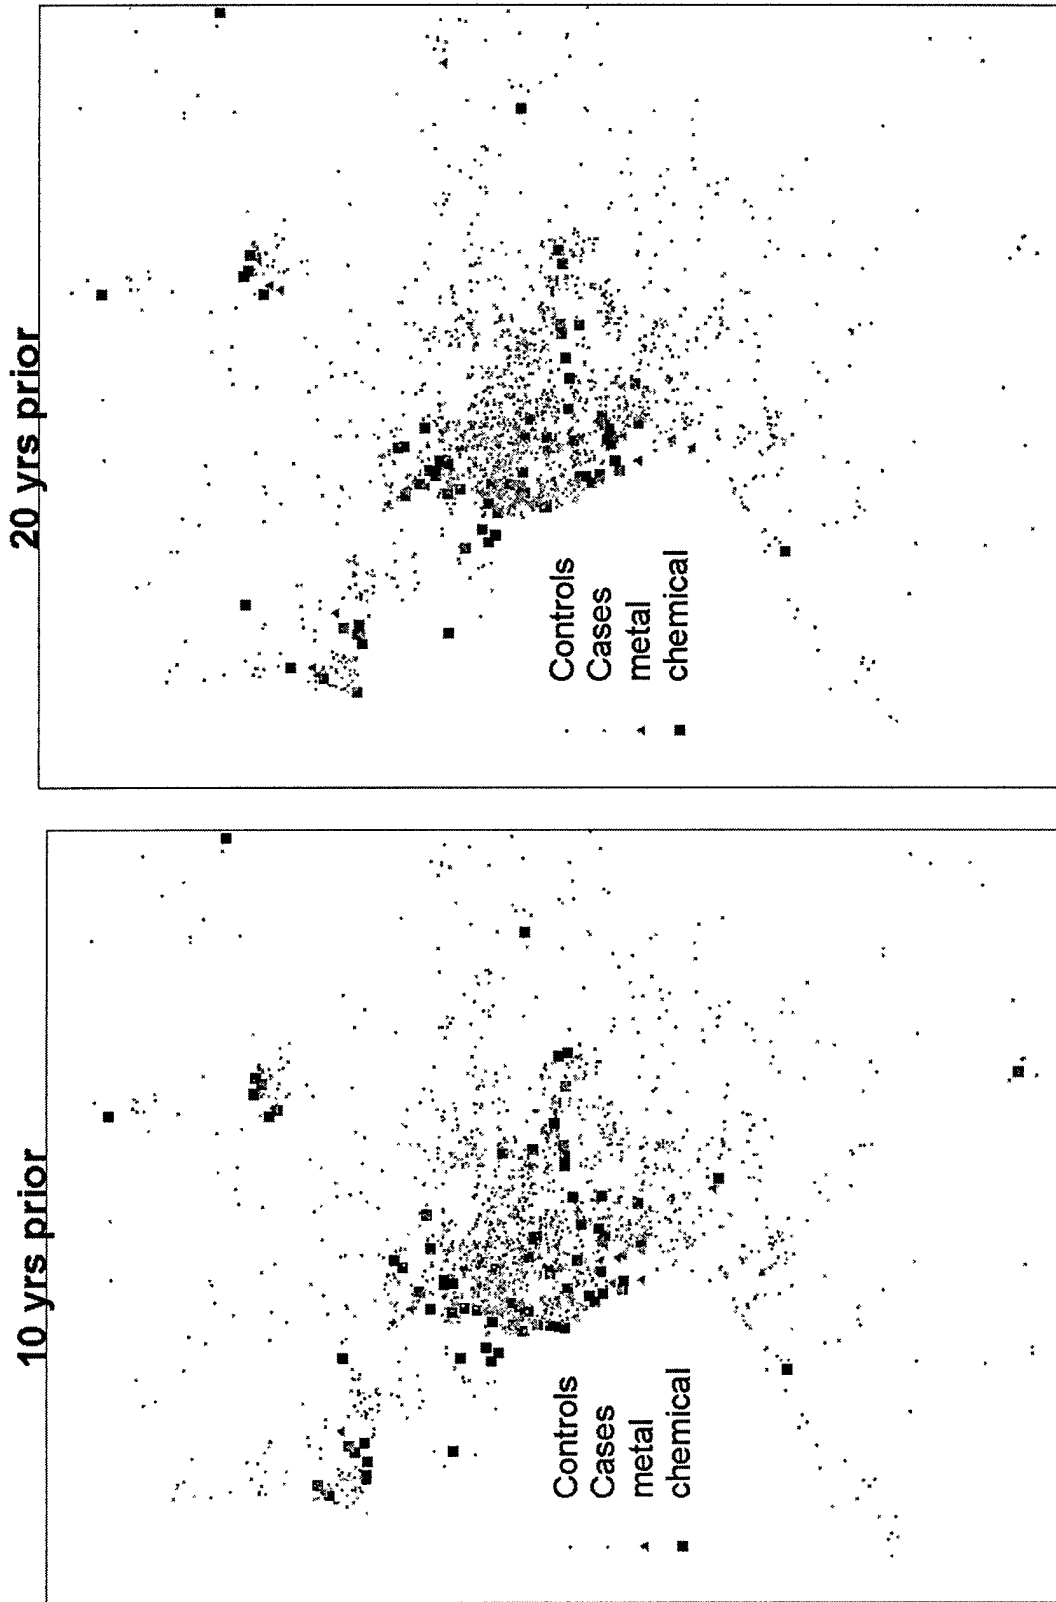 10 yrs prior
Controls
Cases
metal
chemical
20 yrs prior
Controls
Cases
metal
chemical